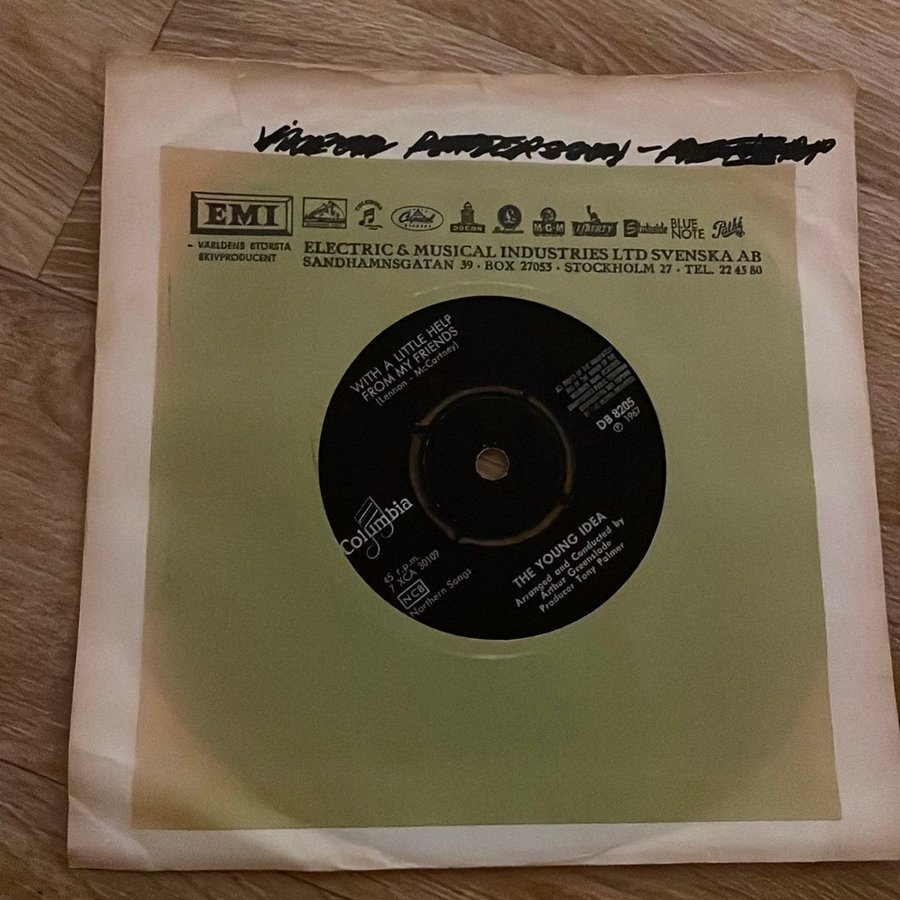 EMI
Capitol
RECORDS
ODEON
M-G-M
LIBERTY
Stateside
BLUE
NOTE
Pathé
- VÄRLDENS STÖRSTA
SKIVPRODUCENT
ELECTRIC & MUSICAL INDUSTRIES LTD SVENSKA AB
SANDHAMNSGATAN 39 · BOX 27053 · STOCKHOLM 27 · TEL. 22 45 80
WITH A LITTLE HELP
FROM MY FRIENDS
(Lennon - McCartney)
DB 8205
℗ 1967
Columbia
45 r.p.m.
7 XCA 30109
NCB
Northern Songs
THE YOUNG IDEA
Arranged and Conducted by
Arthur Greenslade
Producer Tony Palmer